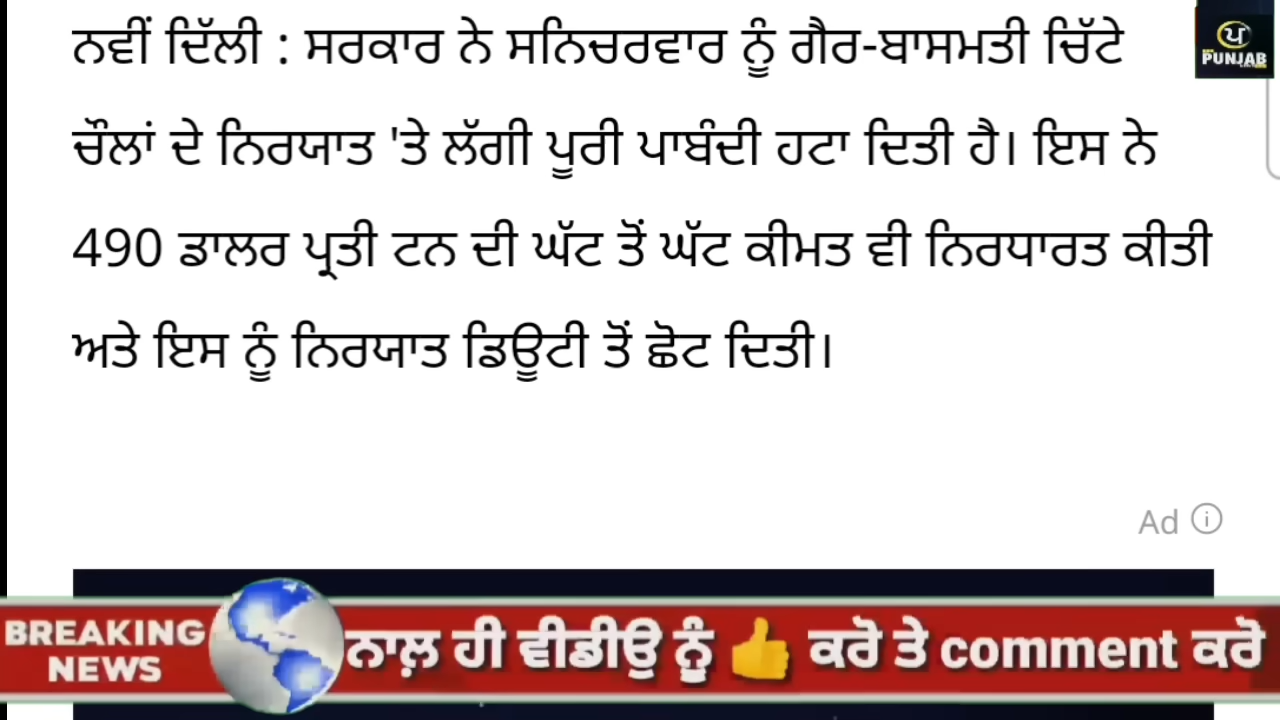 ਨਵੀਂ ਦਿੱਲੀ : ਸਰਕਾਰ ਨੇ ਸਨਿਚਰਵਾਰ ਨੂੰ ਗੈਰ-ਬਾਸਮਤੀ ਚਿੱਟੇ
ਚੌਲਾਂ ਦੇ ਨਿਰਯਾਤ 'ਤੇ ਲੱਗੀ ਪੂਰੀ ਪਾਬੰਦੀ ਹਟਾ ਦਿਤੀ ਹੈ। ਇਸ ਨੇ
490 ਡਾਲਰ ਪ੍ਰਤੀ ਟਨ ਦੀ ਘੱਟ ਤੋਂ ਘੱਟ ਕੀਮਤ ਵੀ ਨਿਰਧਾਰਤ ਕੀਤੀ
ਅਤੇ ਇਸ ਨੂੰ ਨਿਰਯਾਤ ਡਿਊਟੀ ਤੋਂ ਛੋਟ ਦਿਤੀ।
ਪ
PUNJAB
Ad
BREAKING
NEWS
ਨਾਲ਼ ਹੀ ਵੀਡੀਉ ਨੂੰ 👍 ਕਰੋ ਤੇ comment ਕਰੋ